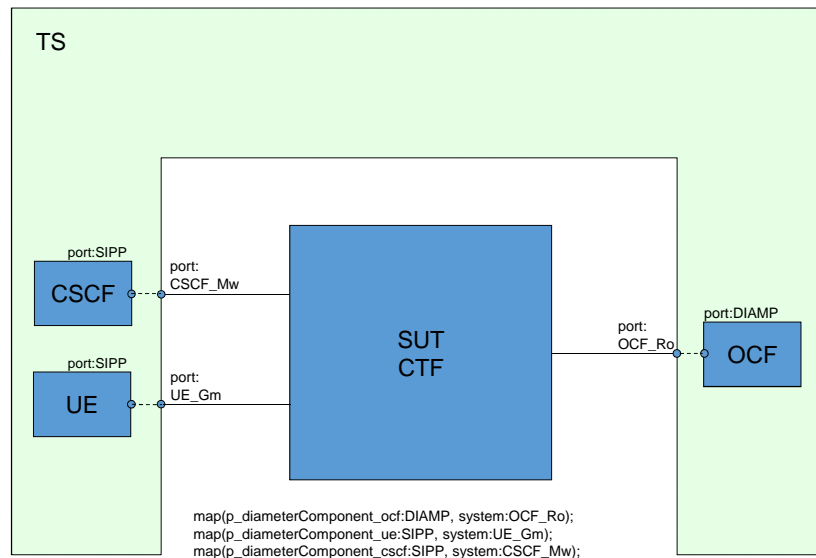 TS
port:SIPP
CSCF
port:
CSCF_Mw
port:SIPP
UE
port:
UE_Gm
SUT
CTF
port:
OCF_Ro
port:DIAMP
OCF
map(p_diameterComponent_ocf:DIAMP, system:OCF_Ro);
map(p_diameterComponent_ue:SIPP, system:UE_Gm);
map(p_diameterComponent_cscf:SIPP, system:CSCF_Mw);